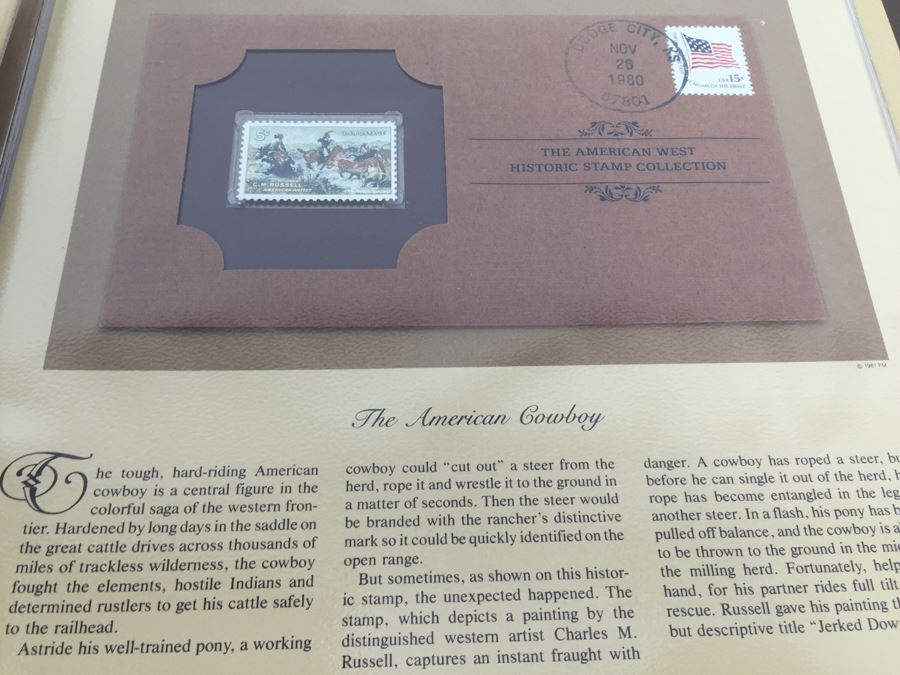 DODGE CITY, KS
NOV
26
1980
67801
USA 15c
HOME OF THE BRAVE
5c
C.M. RUSSELL
AMERICAN ARTIST
THE AMERICAN WEST
HISTORIC STAMP COLLECTION
© 1981 FM
The American Cowboy
The tough, hard-riding American
cowboy is a central figure in the
colorful saga of the western fron-
tier. Hardened by long days in the saddle on
the great cattle drives across thousands of
miles of trackless wilderness, the cowboy
fought the elements, hostile Indians and
determined rustlers to get his cattle safely
to the railhead.
Astride his well-trained pony, a working
cowboy could "cut out" a steer from the
herd, rope it and wrestle it to the ground in
a matter of seconds. Then the steer would
be branded with the rancher's distinctive
mark so it could be quickly identified on the
open range.
But sometimes, as shown on this histor-
ic stamp, the unexpected happened. The
stamp, which depicts a painting by the
distinguished western artist Charles M.
Russell, captures an instant fraught with
danger. A cowboy has roped a steer, bu
before he can single it out of the herd, h
rope has become entangled in the leg
another steer. In a flash, his pony has b
pulled off balance, and the cowboy is a
to be thrown to the ground in the mi
the milling herd. Fortunately, help
hand, for his partner rides full tilt
rescue. Russell gave his painting th
but descriptive title "Jerked Dow